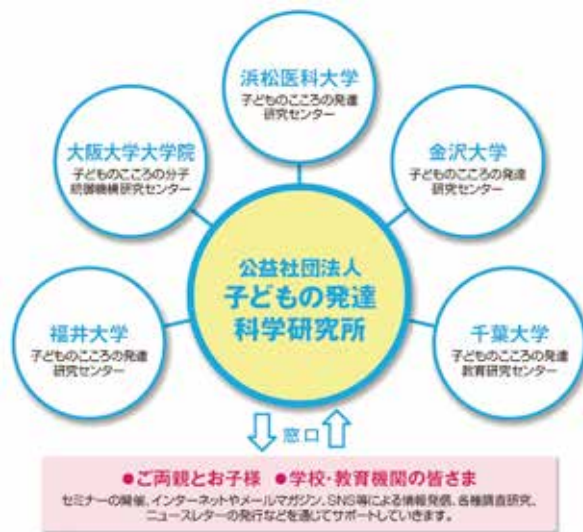 浜松医科大学
子どものこころの発達
研究センター
大阪大学大学院
子どものこころの分子
統御機構研究センター
金沢大学
子どものこころの発達
研究センター
公益社団法人
子どもの発達
科学研究所
福井大学
子どものこころの発達
研究センター
千葉大学
子どものこころの発達
教育研究センター
窓口
●ご両親とお子様 ●学校・教育機関の皆さま
セミナーの開催、インターネットやメールマガジン、SNS等による情報発信、各種調査研究、
ニュースレターの発行などを通じてサポートしていきます。